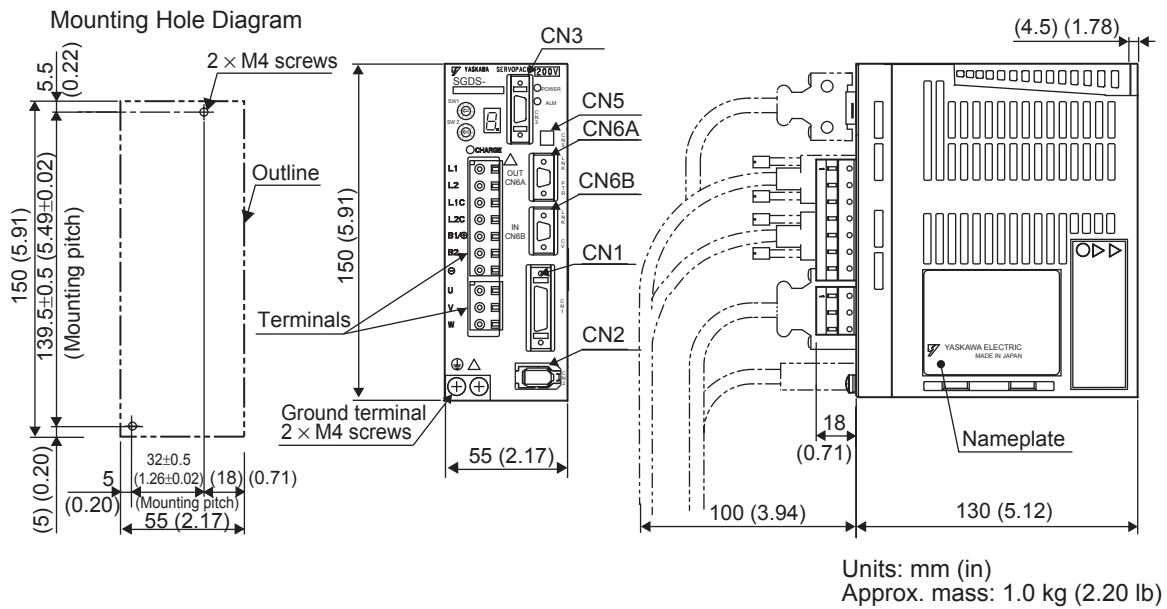 Mounting Hole Diagram
5.5
(0.22)
2 × M4 screws
Outline
150 (5.91)
139.5±0.5 (5.49±0.02)
(Mounting pitch)
(5) (0.20)
5
(0.20)
32±0.5
(1.26±0.02)
(Mounting pitch)
(18) (0.71)
55 (2.17)
150 (5.91)
YASKAWA SERVOPACK 200V
SGDS-
SW1
SW2
POWER
ALM
CN3
CHARGE
L1
L2
L1C
L2C
B1/⊕
B2
⊖
U
V
W
OUT
CN6A
IN
CN6B
CN3
CN5
CN6A
CN6B
CN1
CN2
Terminals
Ground terminal
2 × M4 screws
55 (2.17)
(4.5) (1.78)
YASKAWA ELECTRIC
MADE IN JAPAN
Nameplate
18
(0.71)
100 (3.94)
130 (5.12)
Units: mm (in)
Approx. mass: 1.0 kg (2.20 lb)